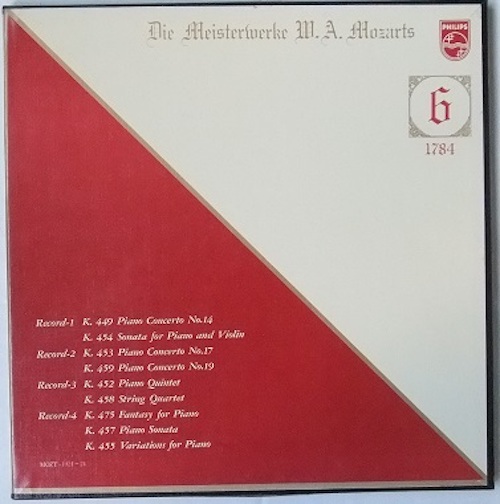 Die Meisterwerke W. A. Mozarts
PHILIPS
6
1784
Record-1 K. 449 Piano Concerto No.14
K. 454 Sonata for Piano and Violin
Record-2 K. 453 Piano Concerto No.17
K. 459 Piano Concerto No.19
Record-3 K. 452 Piano Quintet
K. 458 String Quartet
Record-4 K. 475 Fantasy for Piano
K. 457 Piano Sonata
K. 455 Variations for Piano